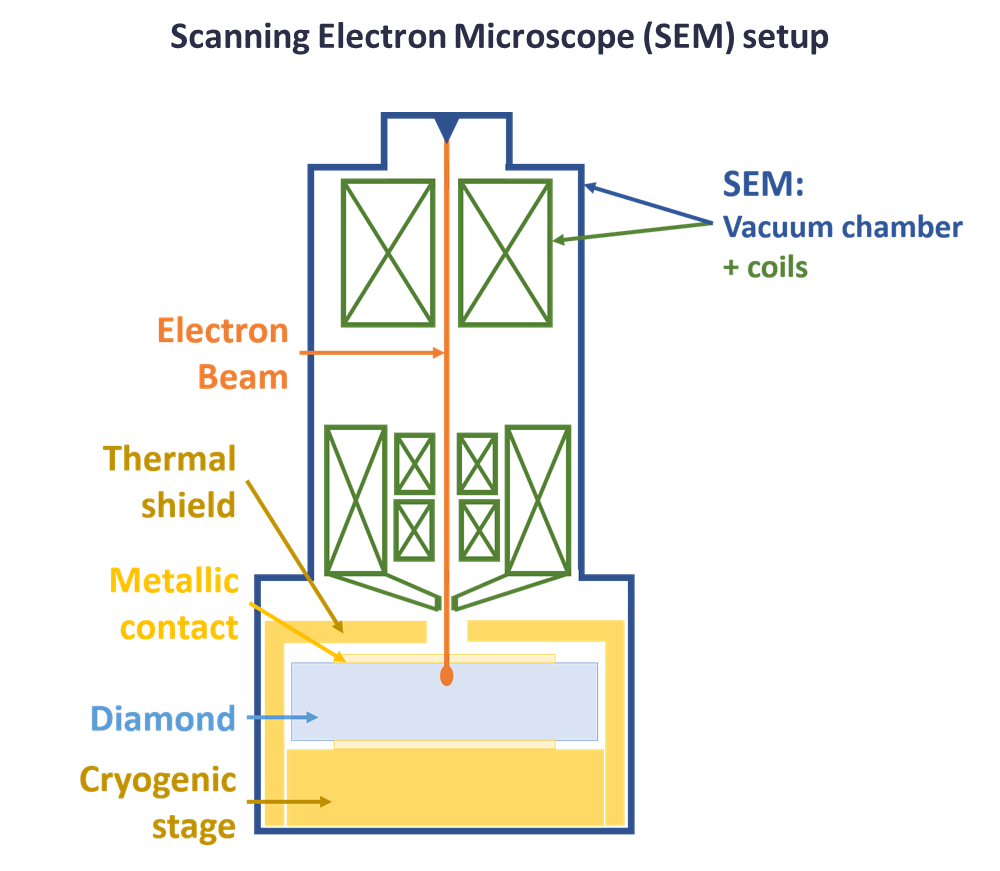 Scanning Electron Microscope (SEM) setup
SEM:
Vacuum chamber
+ coils
Electron
Beam
Thermal
shield
Metallic
contact
Diamond
Cryogenic
stage